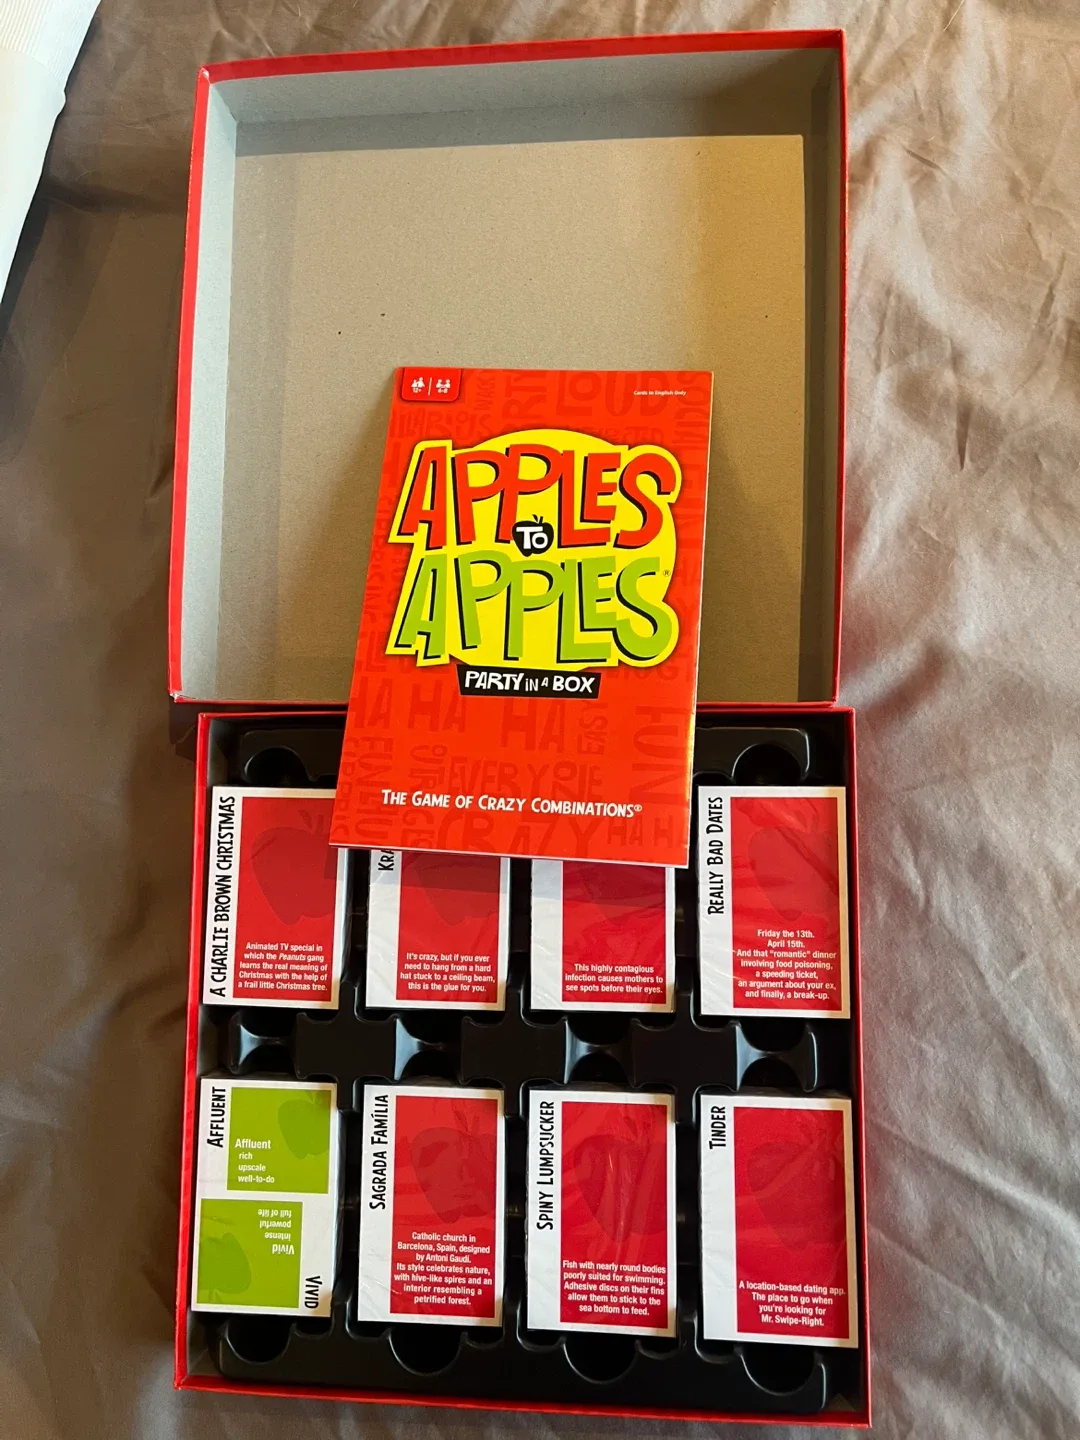 12+
4-8
Cards in English Only
APPLES
TO
APPLES®
PARTY IN A BOX
THE GAME OF CRAZY COMBINATIONS®
A CHARLIE BROWN CHRISTMAS
Animated TV special in
which the Peanuts gang
learns the real meaning of
Christmas with the help of
a frail little Christmas tree.
KRA
It's crazy, but if you ever
need to hang from a hard
hat stuck to a ceiling beam,
this is the glue for you.
This highly contagious
infection causes mothers to
see spots before their eyes.
REALLY BAD DATES
Friday the 13th.
April 15th.
And that "romantic" dinner
involving food poisoning,
a speeding ticket,
an argument about your ex,
and finally, a break-up.
AFFLUENT
Affluent
rich
upscale
well-to-do
VIVID
Vivid
intense
powerful
full of life
SAGRADA FAMÍLIA
Catholic church in
Barcelona, Spain, designed
by Antoni Gaudí.
Its style celebrates nature,
with hive-like spires and an
interior resembling a
petrified forest.
SPINY LUMPSUCKER
Fish with nearly round bodies
poorly suited for swimming.
Adhesive discs on their fins
allow them to stick to the
sea bottom to feed.
TINDER
A location-based dating app.
The place to go when
you're looking for
Mr. Swipe-Right.